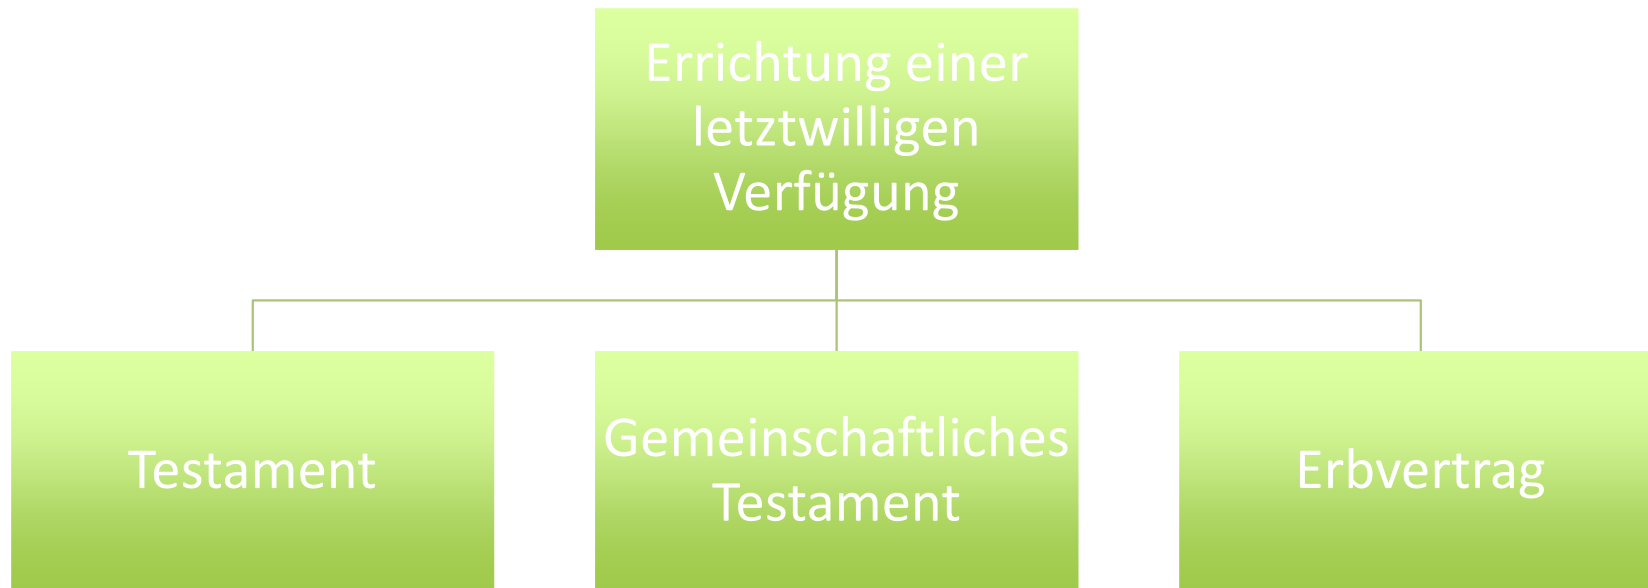 Errichtung einer
letztwilligen
Verfügung
Testament
Gemeinschaftliches
Testament
Erbvertrag